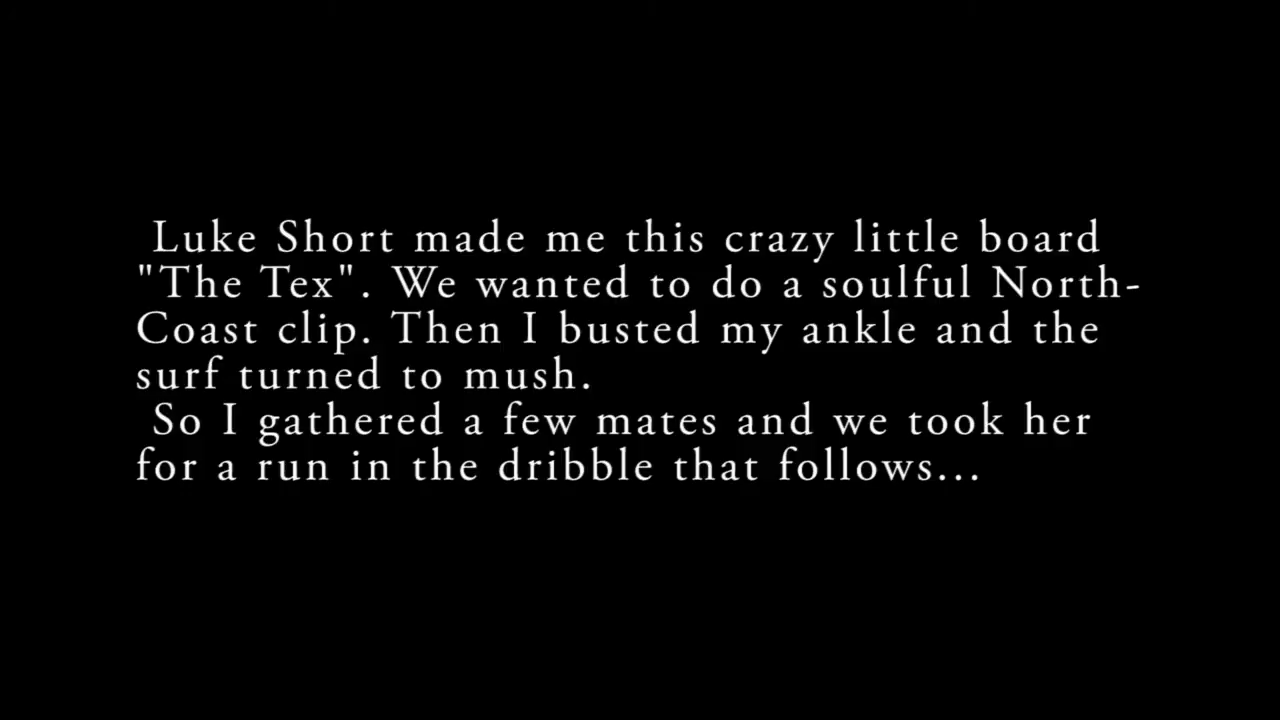 Luke Short made me this crazy little board
"The Tex". We wanted to do a soulful North-
Coast clip. Then I busted my ankle and the
surf turned to mush.
So I gathered a few mates and we took her
for a run in the dribble that follows...